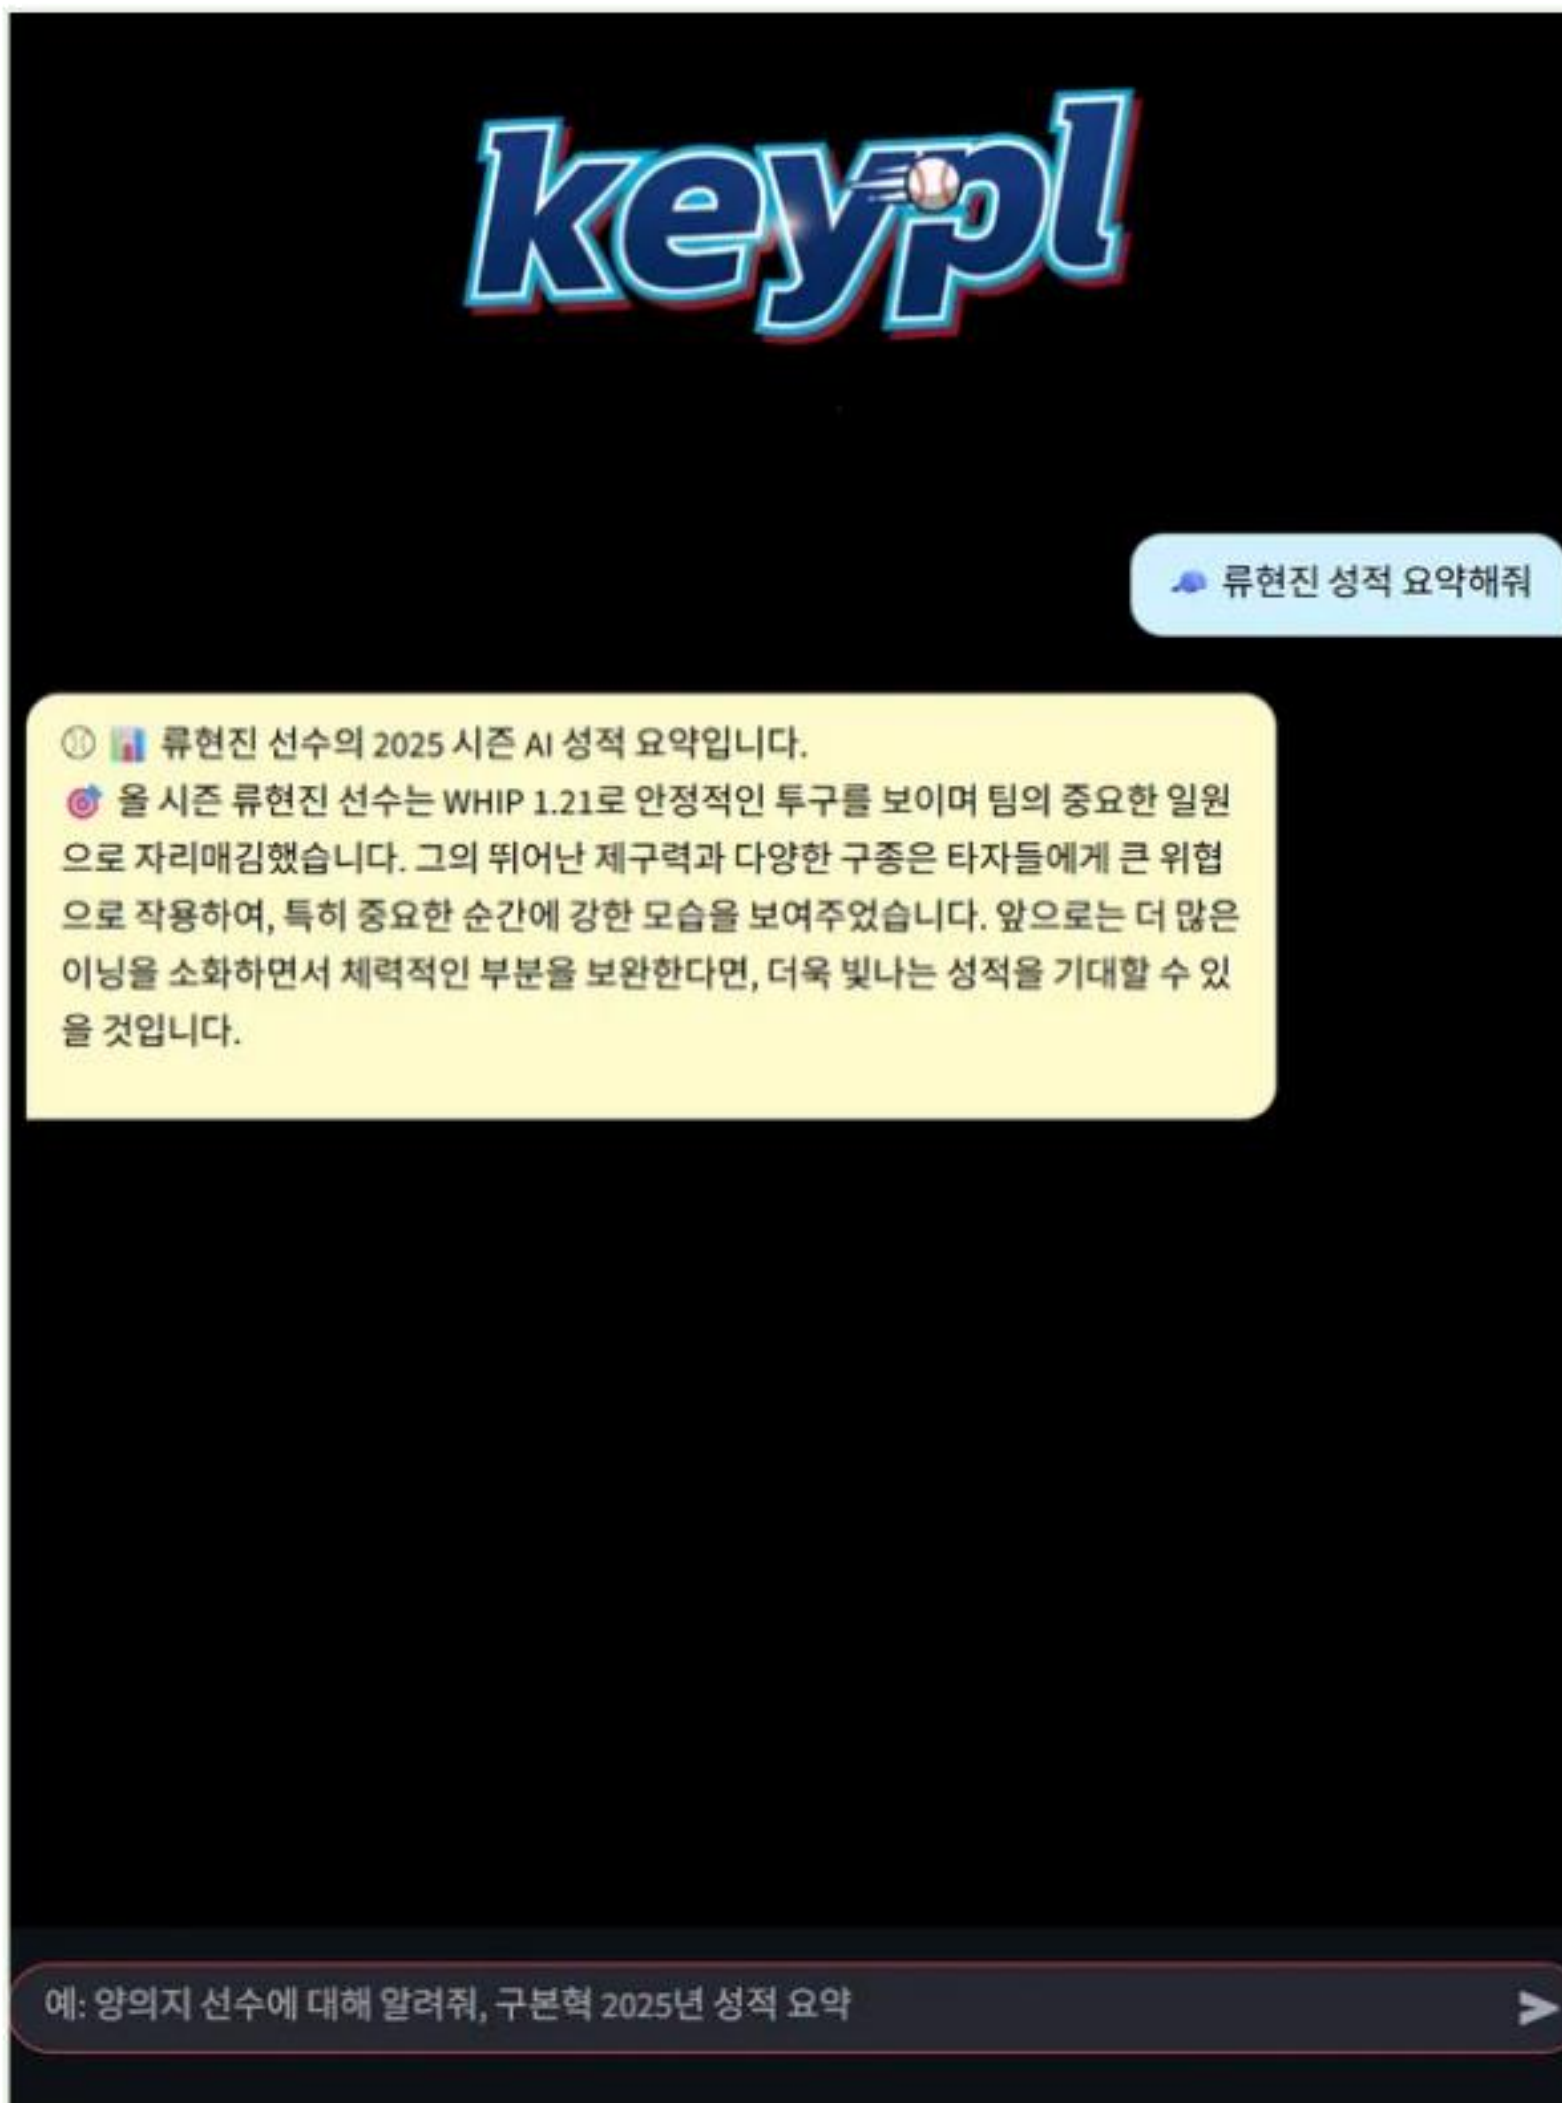 keypl
🧢 류현진 성적 요약해줘
⚾ 📊 류현진 선수의 2025 시즌 AI 성적 요약입니다.
🎯 올 시즌 류현진 선수는 WHIP 1.21로 안정적인 투구를 보이며 팀의 중요한 일원
으로 자리매김했습니다. 그의 뛰어난 제구력과 다양한 구종은 타자들에게 큰 위협
으로 작용하여, 특히 중요한 순간에 강한 모습을 보여주었습니다. 앞으로는 더 많은
이닝을 소화하면서 체력적인 부분을 보완한다면, 더욱 빛나는 성적을 기대할 수 있
을 것입니다.
예: 양의지 선수에 대해 알려줘, 구본혁 2025년 성적 요약